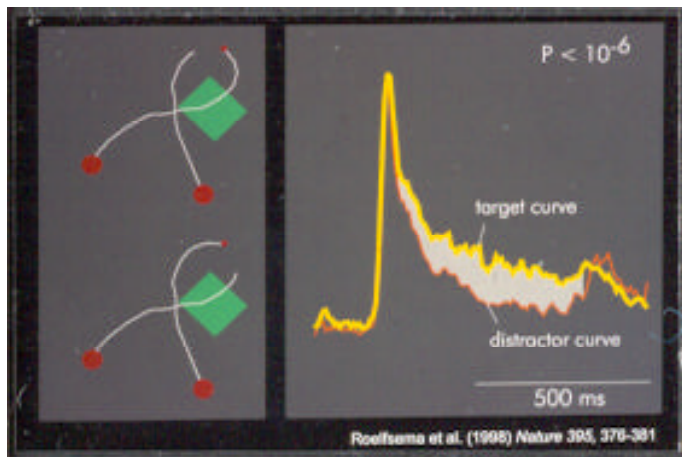 P < 10-6
target curve
distractor curve
500 ms
Roelfsema et al. (1998) Nature 395, 376-381